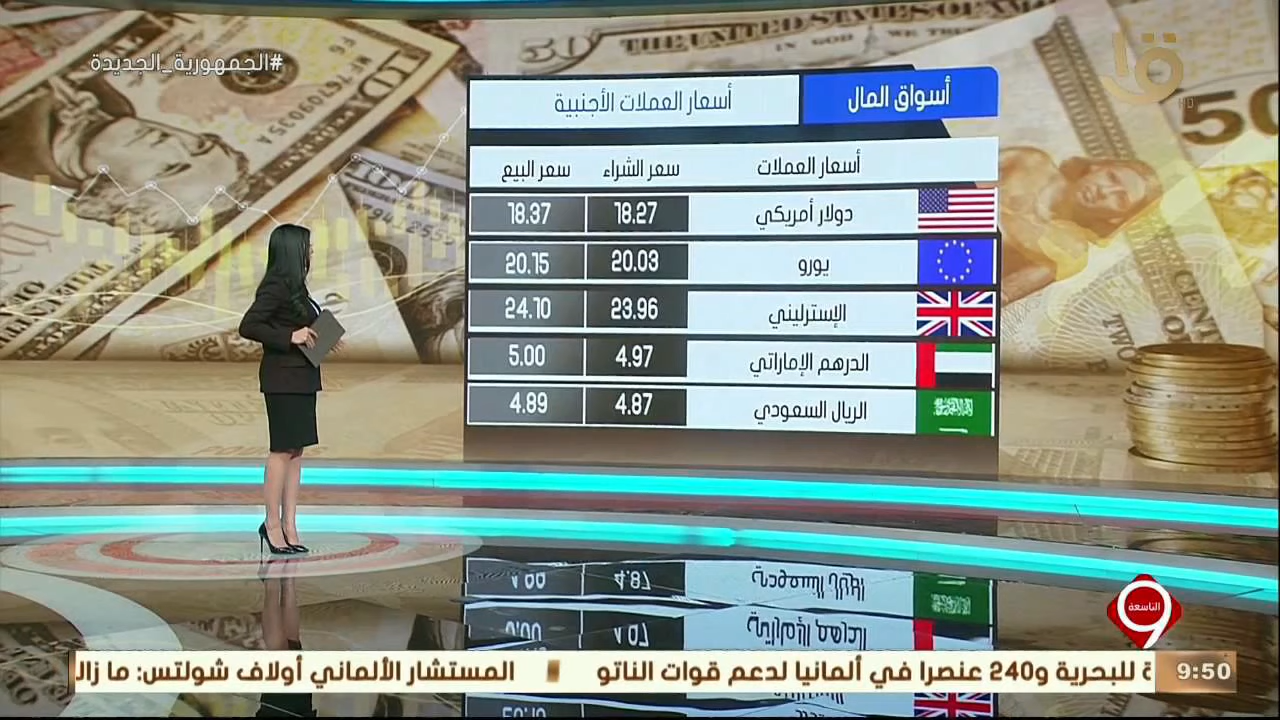 #الجمهورية_الجديدة
أسواق المال
أسعار العملات الأجنبية
أسعار العملات سعر الشراء سعر البيع
دولار أمريكي 18.27 18.37
يورو 20.03 20.15
الإسترليني 23.96 24.10
الدرهم الإماراتي 4.97 5.00
الريال السعودي 4.87 4.89
التاسعة
9
9:50
للبحرية و240 عنصرا في ألمانيا لدعم قوات الناتو
المستشار الألماني أولاف شولتس: ما زال